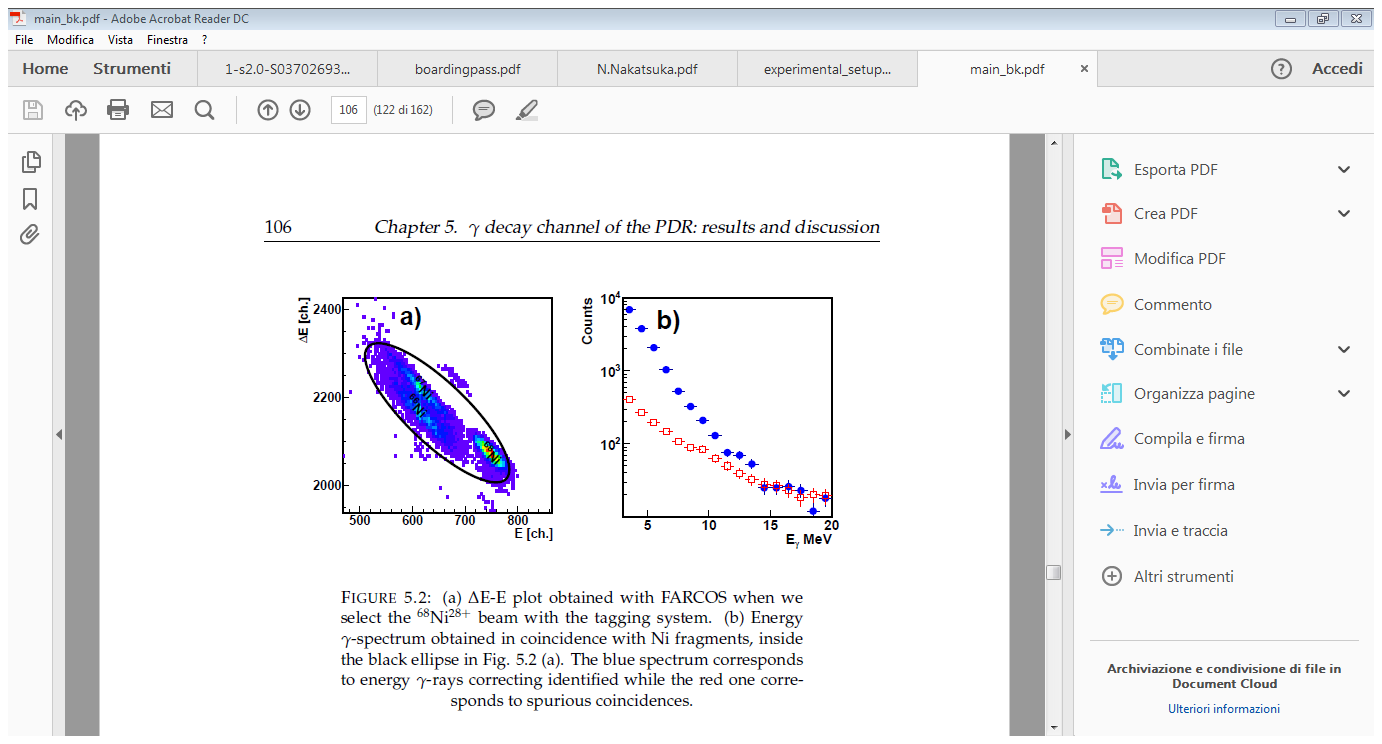 main_bk.pdf - Adobe Acrobat Reader DC
File Modifica Vista Finestra ?
Home Strumenti 1-s2.0-S03702693... boardingpass.pdf N.Nakatsuka.pdf experimental_setup... main_bk.pdf × ? Accedi
106 (122 di 162)
Esporta PDF
Crea PDF
Modifica PDF
Commento
Combinate i file
Organizza pagine
Compila e firma
Invia per firma
Invia e traccia
Altri strumenti
Archiviazione e condivisione di file in
Document Cloud
Ulteriori informazioni
106 Chapter 5. γ decay channel of the PDR: results and discussion
ΔE [ch.]
2400
2200
2000
a)
500 600 700 800
E [ch.]
Counts
10⁴
10³
10²
b)
5 10 15 20
Eγ MeV
FIGURE 5.2: (a) ΔE-E plot obtained with FARCOS when we
select the ⁶⁸Ni²⁸⁺ beam with the tagging system. (b) Energy
γ-spectrum obtained in coincidence with Ni fragments, inside
the black ellipse in Fig. 5.2 (a). The blue spectrum corresponds
to energy γ-rays correcting identified while the red one corre-
sponds to spurious coincidences.